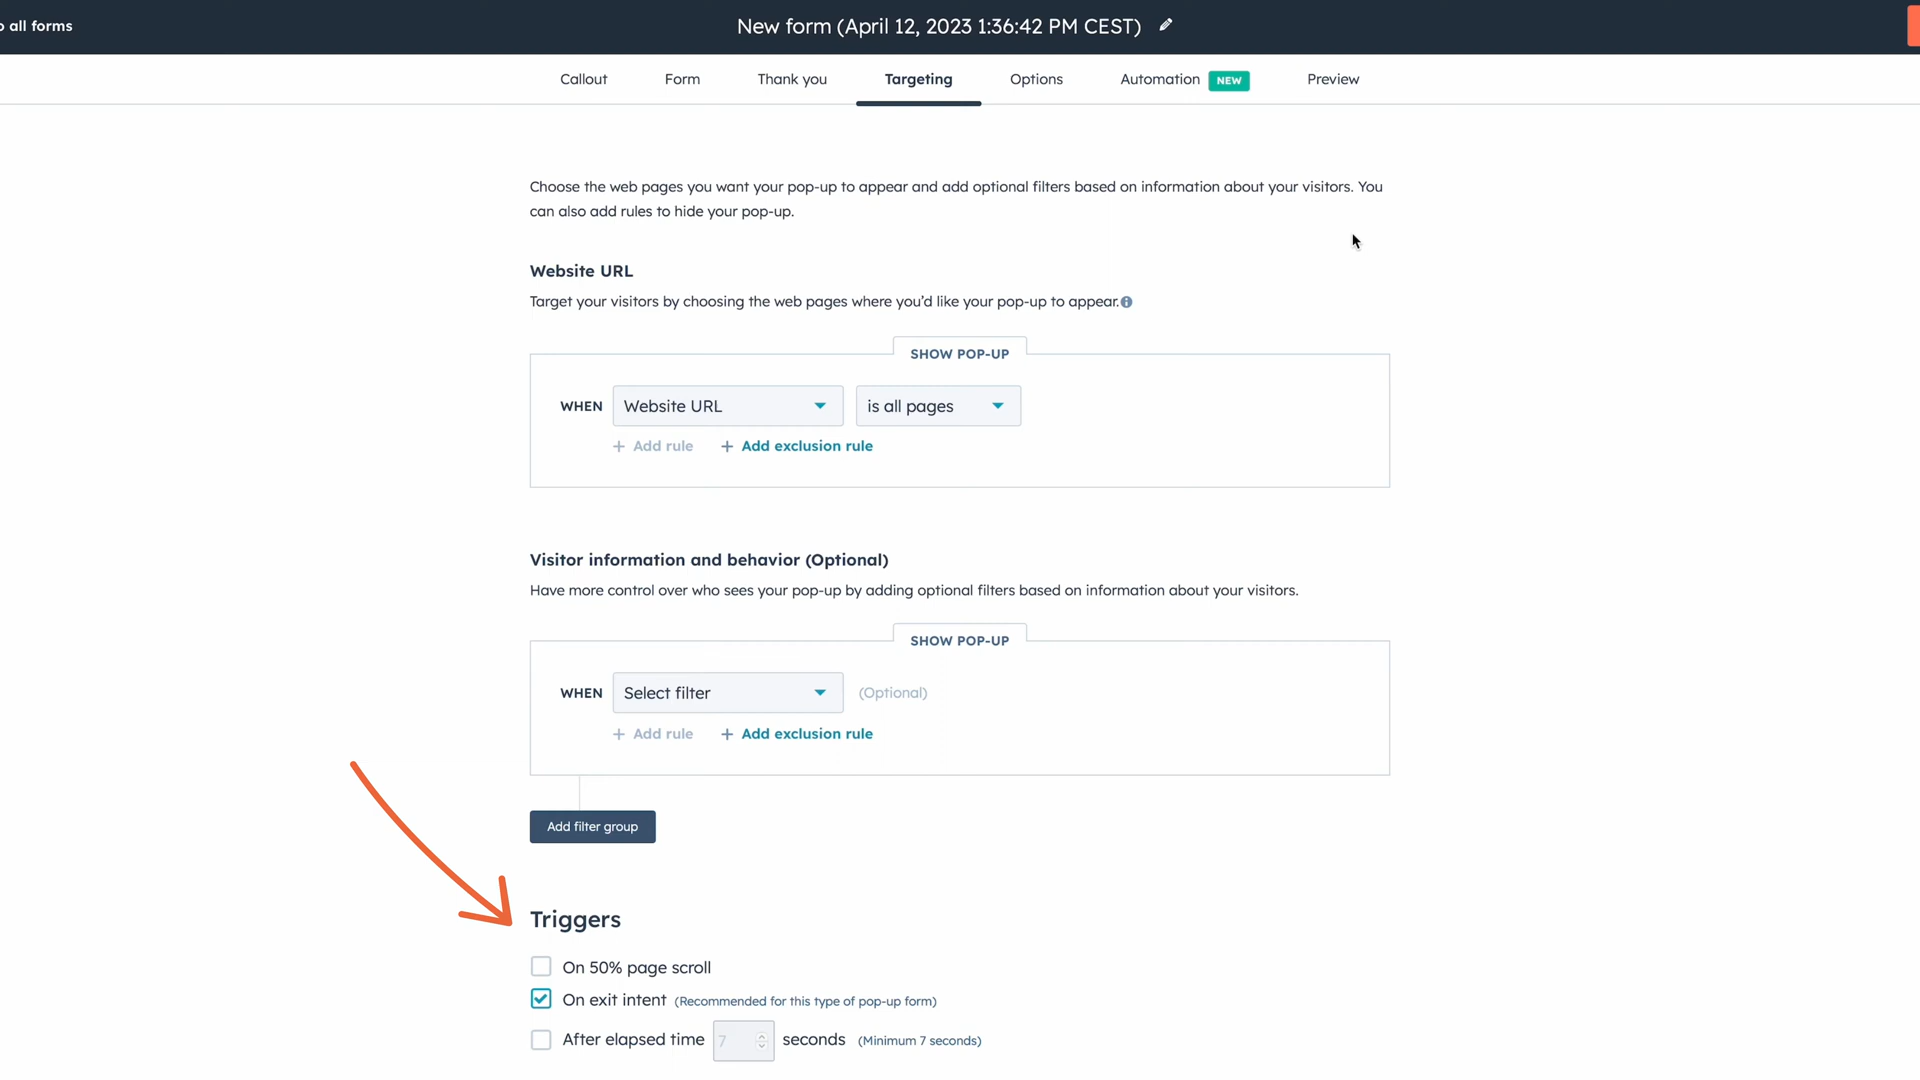 all forms
New form (April 12, 2023 1:36:42 PM CEST)
Callout
Form
Thank you
Targeting
Options
Automation NEW
Preview
Choose the web pages you want your pop-up to appear and add optional filters based on information about your visitors. You
can also add rules to hide your pop-up.
Website URL
Target your visitors by choosing the web pages where you’d like your pop-up to appear.
SHOW POP-UP
WHEN Website URL is all pages
+ Add rule + Add exclusion rule
Visitor information and behavior (Optional)
Have more control over who sees your pop-up by adding optional filters based on information about your visitors.
SHOW POP-UP
WHEN Select filter (Optional)
+ Add rule + Add exclusion rule
Add filter group
Triggers
On 50% page scroll
On exit intent (Recommended for this type of pop-up form)
After elapsed time 7 seconds (Minimum 7 seconds)